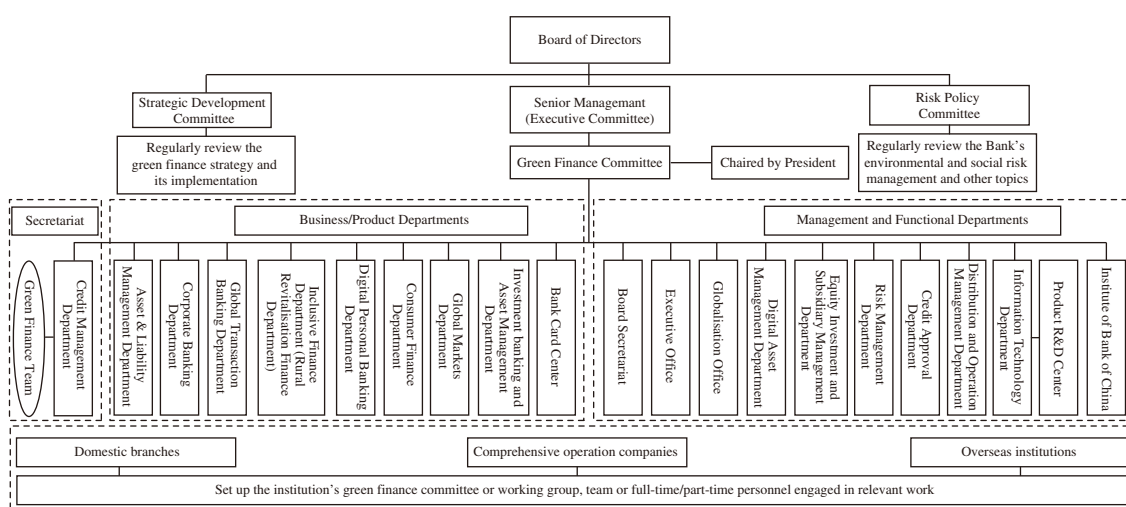 Board of Directors
Strategic Development
Committee
Senior Managemant
(Executive Committee)
Risk Policy
Committee
Regularly review the
green finance strategy and
its implementation
Green Finance Committee
Chaired by President
Regularly review the Bank's
environmental and social risk
management and other topics
Secretariat
Business/Product Departments
Management and Functional Departments
Green Finance Team
Credit Management
Department
Asset & Liability
Management Department
Corporate Banking
Department
Global Transaction
Banking Department
Inclusive Finance
Department (Rural
Revitalisation Finance
Department)
Digital Personal Banking
Department
Consumer Finance
Department
Global Markets
Department
Investment banking and
Asset Management
Department
Bank Card Center
Board Secretariat
Executive Office
Globalisation Office
Digital Asset
Management Department
Equity Investment and
Subsidiary Management
Department
Risk Management
Department
Credit Approval
Department
Distribution and Operation
Management Department
Information Technology
Department
Product R&D Center
Institute of Bank of China
Domestic branches
Comprehensive operation companies
Overseas institutions
Set up the institution's green finance committee or working group, team or full-time/part-time personnel engaged in relevant work